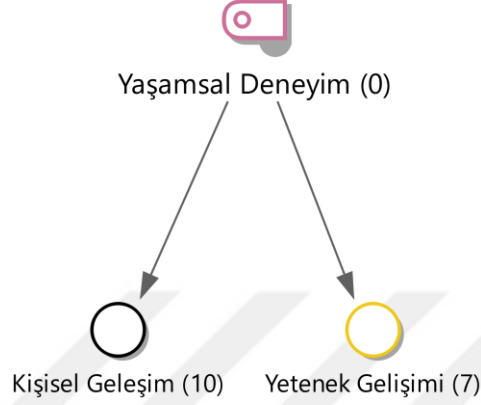 Yaşamsal Deneyim (0)
Kişisel Geleşim (10)
Yetenek Gelişimi (7)